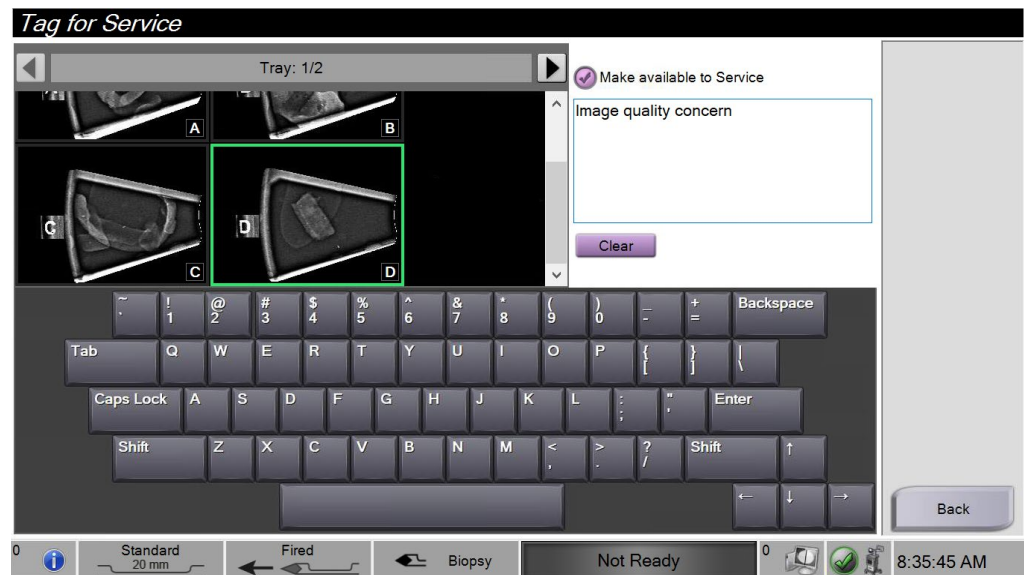 Tag for Service
Tray: 1/2
Make available to Service
A
B
Image quality concern
C
C
D
D
Clear
~ ! @ # $ % ^ & * ( ) _ + Backspace
` 1 2 3 4 5 6 7 8 9 0 - =
Tab Q W E R T Y U I O P { } |
[ ] \
Caps Lock A S D F G H J K L : " Enter
; '
Shift Z X C V B N M < > ? Shift ↑
, . /
← ↓ →
Back
0 Standard Fired Biopsy Not Ready 0 8:35:45 AM
20 mm